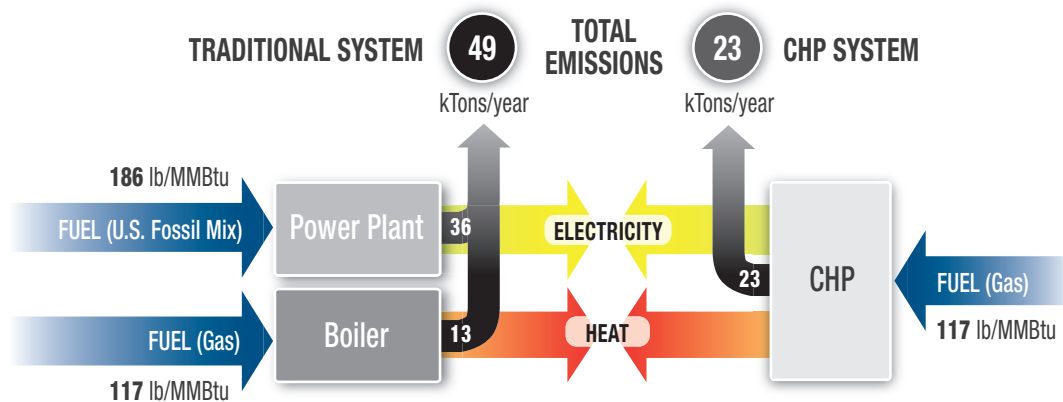 TRADITIONAL SYSTEM
49
kTons/year
TOTAL
EMISSIONS
23
kTons/year
CHP SYSTEM
186 lb/MMBtu
FUEL (U.S. Fossil Mix)
Power Plant
36
ELECTRICITY
FUEL (Gas)
117 lb/MMBtu
Boiler
13
HEAT
23
CHP
FUEL (Gas)
117 lb/MMBtu